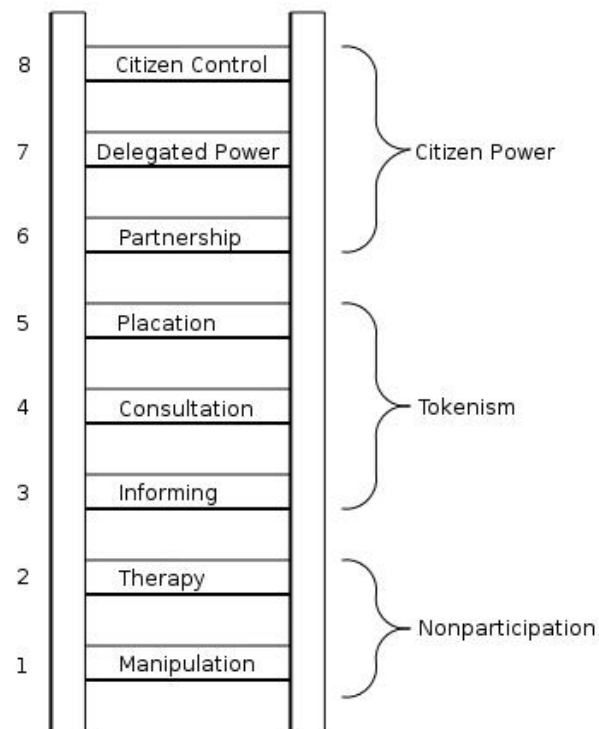 8 Citizen Control
7 Delegated Power
Citizen Power
6 Partnership
5 Placation
4 Consultation
Tokenism
3 Informing
2 Therapy
Nonparticipation
1 Manipulation